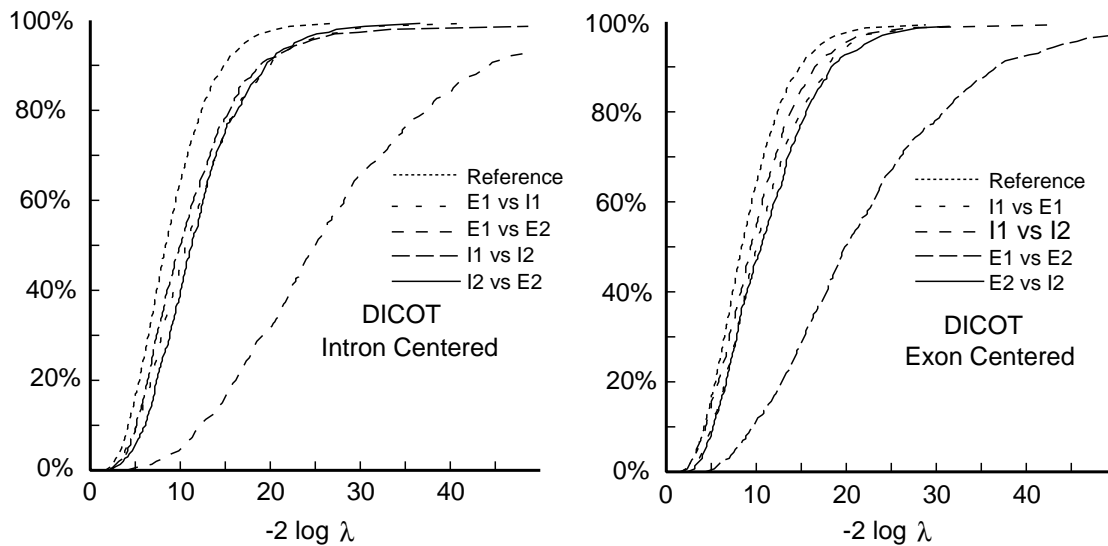 100%
80%
60%
40%
20%
0%
0
10
20
30
40
-2 log λ
Reference
E1 vs I1
E1 vs E2
I1 vs I2
I2 vs E2
DICOT
Intron Centered
100%
80%
60%
40%
20%
0%
0
10
20
30
40
-2 log λ
Reference
I1 vs E1
I1 vs I2
E1 vs E2
E2 vs I2
DICOT
Exon Centered